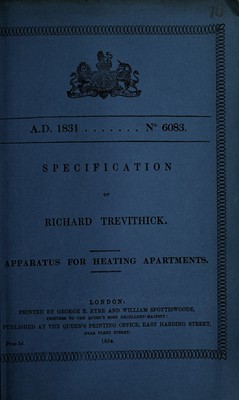 A.D. 1831 . . . . . . . N° 6083.
SPECIFICATION
OF
RICHARD TREVITHICK.
APPARATUS FOR HEATING APARTMENTS.
LONDON:
PRINTED BY GEORGE E. EYRE AND WILLIAM SPOTTISWOODE,
PRINTERS TO THE QUEEN'S MOST EXCELLENT MAJESTY:
PUBLISHED AT THE QUEEN'S PRINTING OFFICE, EAST HARDING STREET,
NEAR FLEET STREET.
1854.